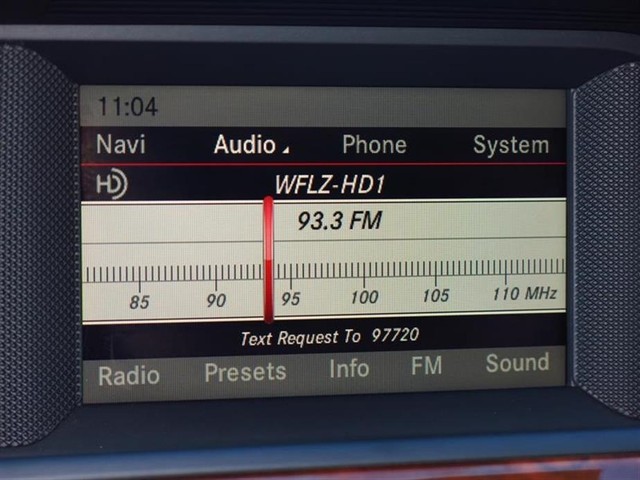 11:04
Navi Audio Phone System
HD WFLZ-HD1
93.3 FM
85 90 95 100 105 110 MHz
Text Request To 97720
Radio Presets Info FM Sound